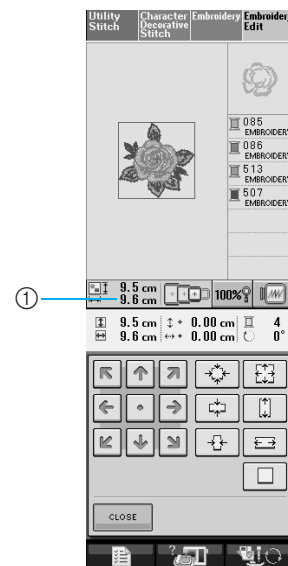 Utility Stitch
Character Decorative Stitch
Embroidery
Embroidery Edit
085
EMBROIDERY
086
EMBROIDERY
513
EMBROIDERY
507
EMBROIDERY
9.5 cm
9.6 cm
100%
1
9.5 cm 0.00 cm 4
9.6 cm 0.00 cm 0°
CLOSE
?